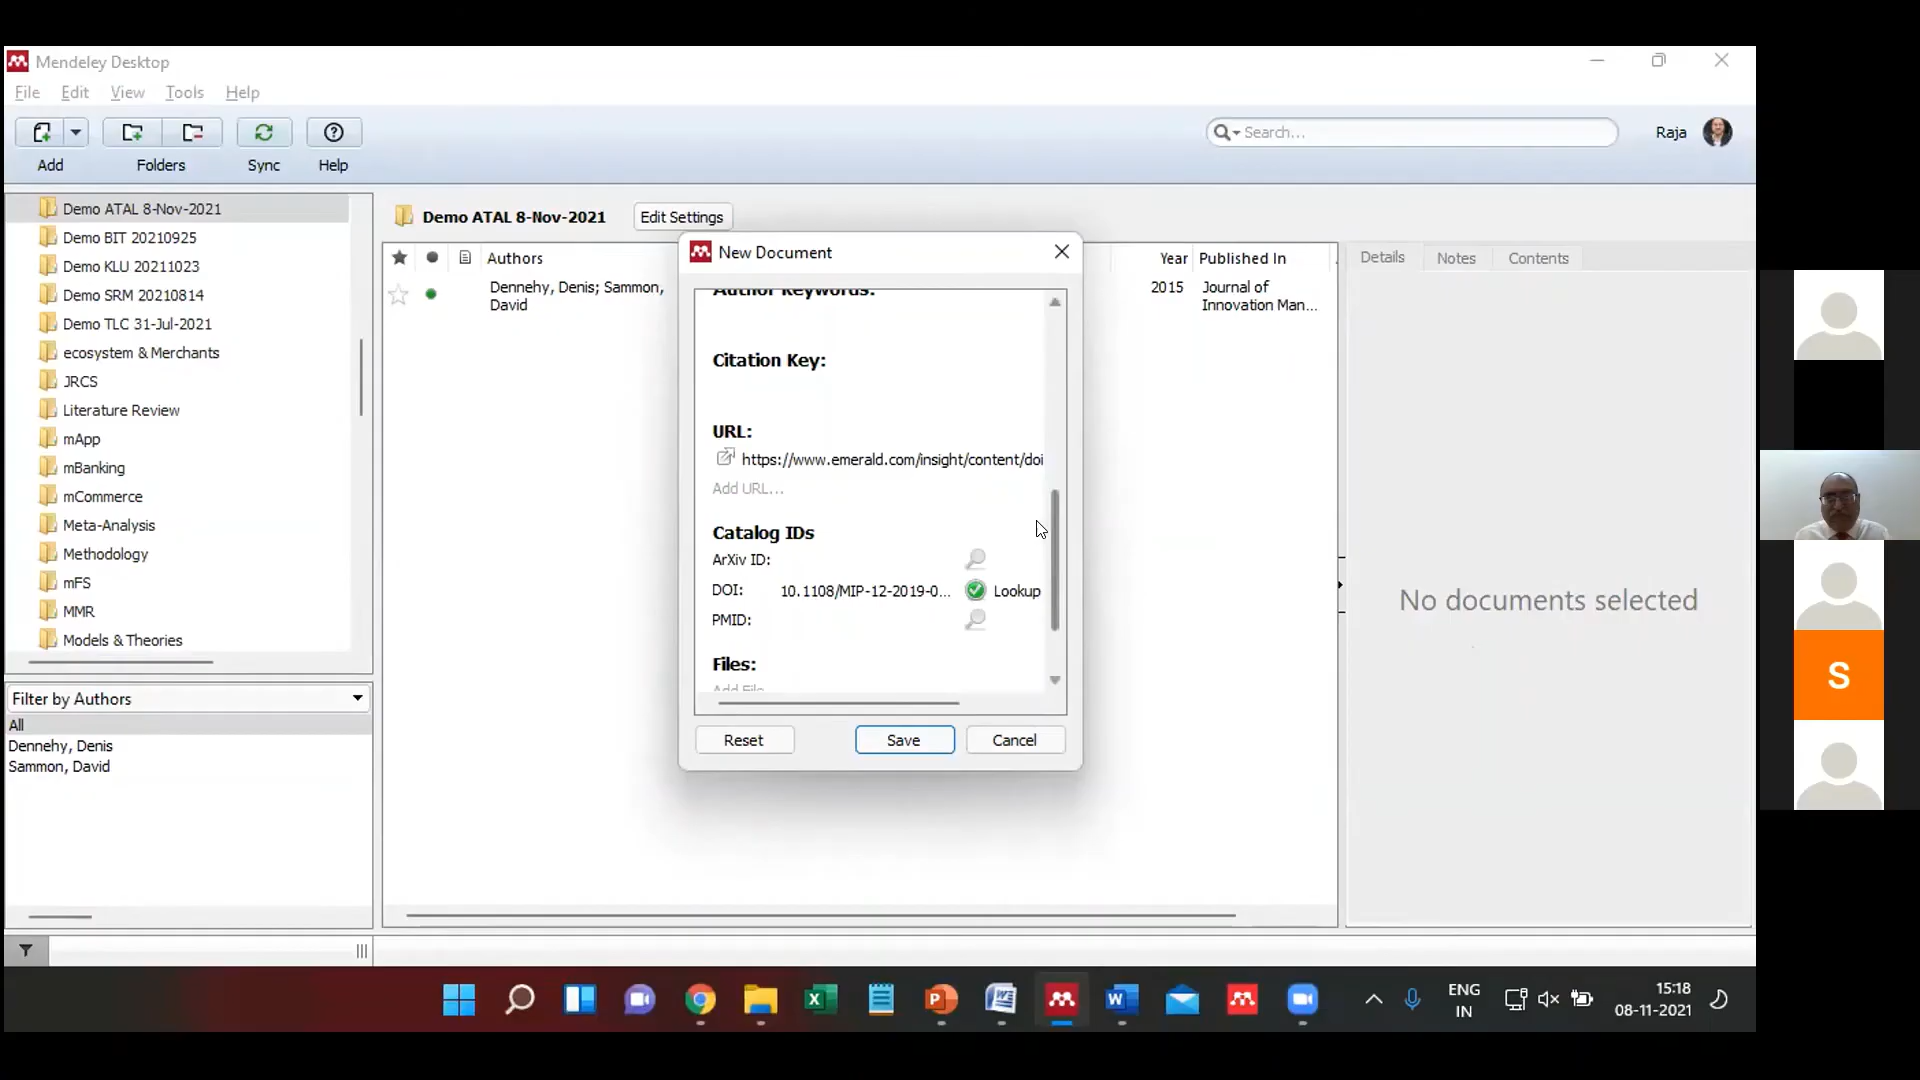 Mendeley Desktop
File Edit View Tools Help
Search...
Raja
Add Folders Sync Help
Demo ATAL 8-Nov-2021
Demo BIT 20210925
Demo KLU 20211023
Demo SRM 20210814
Demo TLC 31-Jul-2021
ecosystem & Merchants
JRCS
Literature Review
mApp
mBanking
mCommerce
Meta-Analysis
Methodology
mFS
MMR
Models & Theories
Filter by Authors
All
Dennehy, Denis
Sammon, David
Demo ATAL 8-Nov-2021 Edit Settings
Authors Year Published In
Dennehy, Denis; Sammon, 2015 Journal of
David Innovation Man...
New Document
Author Keywords:
Citation Key:
URL:
https://www.emerald.com/insight/content/doi
Add URL...
Catalog IDs
ArXiv ID:
DOI: 10.1108/MIP-12-2019-0... Lookup
PMID:
Files:
Add File
Reset Save Cancel
Details Notes Contents
No documents selected
S
ENG
IN
15:18
08-11-2021